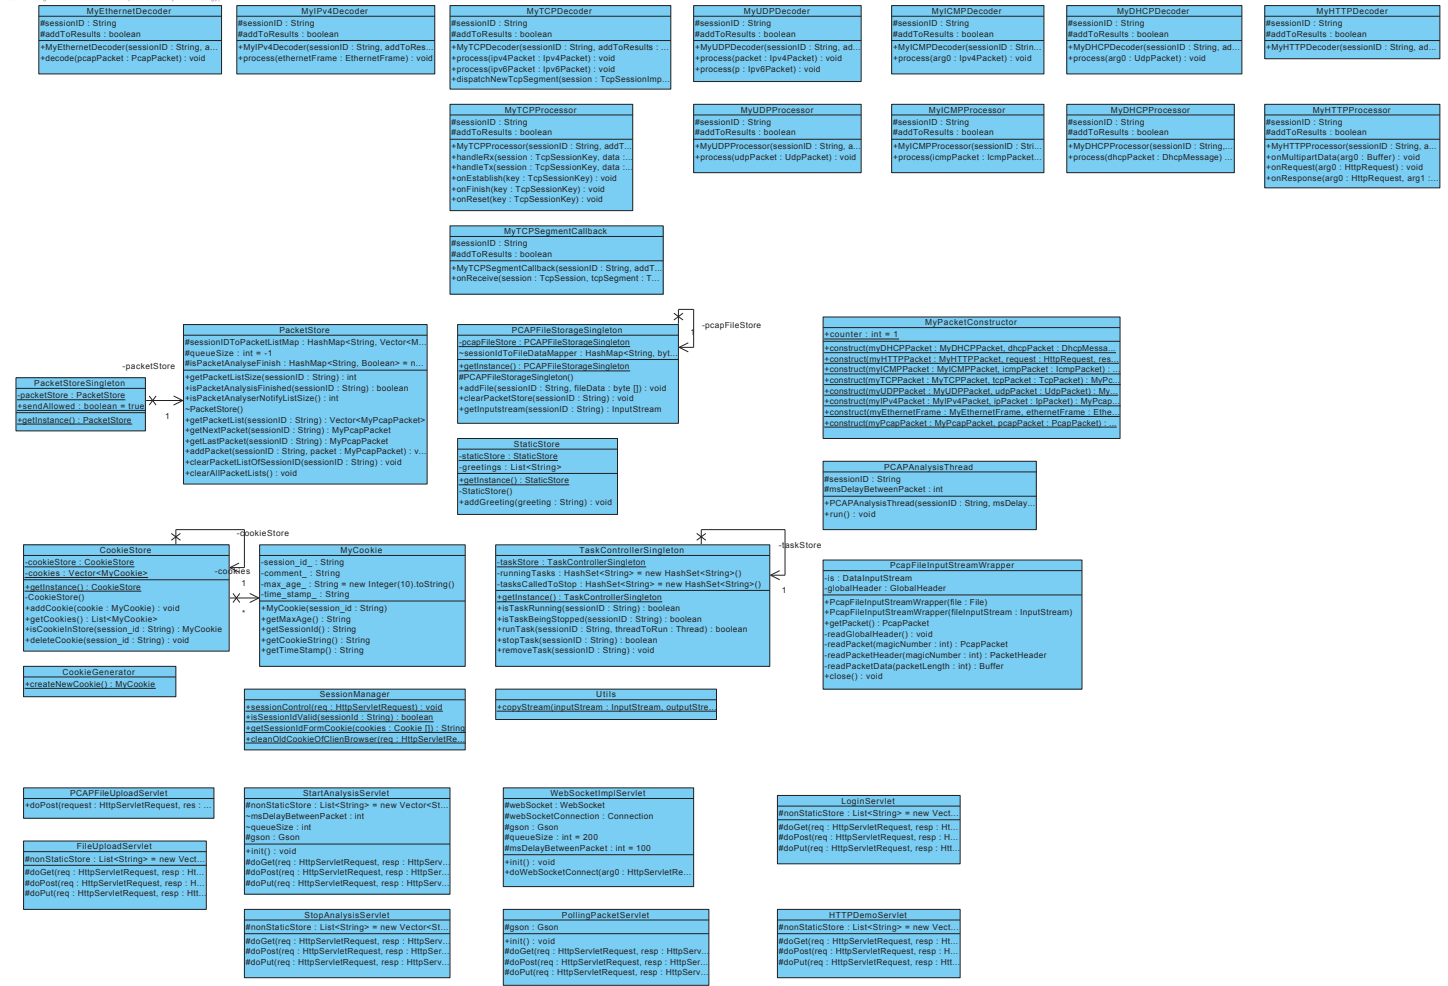 MyEthernetDecoder
#sessionID : String
#addToResults : boolean
+MyEthernetDecoder(sessionID : String, a...
+decode(pcapPacket : PcapPacket) : void
MyIPv4Decoder
#sessionID : String
#addToResults : boolean
+MyIPv4Decoder(sessionID : String, addToRes...
+process(ethernetFrame : EthernetFrame) : void
MyTCPDecoder
#sessionID : String
#addToResults : boolean
+MyTCPDecoder(sessionID : String, addToResults : ...
+process(ipv4Packet : Ipv4Packet) : void
+process(ipv6Packet : Ipv6Packet) : void
+dispatchNewTcpSegment(session : TcpSessionImp...
MyUDPDecoder
#sessionID : String
#addToResults : boolean
+MyUDPDecoder(sessionID : String, ad...
+process(packet : Ipv4Packet) : void
+process(p : Ipv6Packet) : void
MyICMPDecoder
#sessionID : String
#addToResults : boolean
+MyICMPDecoder(sessionID : Strin...
+process(arg0 : Ipv4Packet) : void
MyDHCPDecoder
#sessionID : String
#addToResults : boolean
+MyDHCPDecoder(sessionID : String, ad...
+process(arg0 : UdpPacket) : void
MyHTTPDecoder
#sessionID : String
#addToResults : boolean
+MyHTTPDecoder(sessionID : String, ad...
MyTCPProcessor
#sessionID : String
#addToResults : boolean
+MyTCPProcessor(sessionID : String, addT...
+handleRx(session : TcpSessionKey, data :...
+handleTx(session : TcpSessionKey, data :...
+onEstablish(key : TcpSessionKey) : void
+onFinish(key : TcpSessionKey) : void
+onReset(key : TcpSessionKey) : void
MyUDPProcessor
#sessionID : String
#addToResults : boolean
+MyUDPProcessor(sessionID : String, a...
+process(udpPacket : UdpPacket) : void
MyICMPProcessor
#sessionID : String
#addToResults : boolean
+MyICMPProcessor(sessionID : Stri...
+process(icmpPacket : IcmpPacket...
MyDHCPProcessor
#sessionID : String
#addToResults : boolean
+MyDHCPProcessor(sessionID : String,...
+process(dhcpPacket : DhcpMessage) ...
MyHTTPProcessor
#sessionID : String
#addToResults : boolean
+MyHTTPProcessor(sessionID : String, a...
+onMultipartData(arg0 : Buffer) : void
+onRequest(arg0 : HttpRequest) : void
+onResponse(arg0 : HttpRequest, arg1 :...
MyTCPSegmentCallback
#sessionID : String
#addToResults : boolean
+MyTCPSegmentCallback(sessionID : String, addT...
+onReceive(session : TcpSession, tcpSegment : T...
PacketStoreSingleton
-packetStore : PacketStore
+sendAllowed : boolean = true
+getInstance() : PacketStore
-packetStore
1
PacketStore
#sessionIDToPacketListMap : HashMap<String, Vector<M...
#queueSize : int = -1
#isPacketAnalyseFinish : HashMap<String, Boolean> = n...
+getPacketListSize(sessionID : String) : int
+isPacketAnalysisFinished(sessionID : String) : boolean
+isPacketAnalyserNotifyListSize() : int
~PacketStore()
+getPacketList(sessionID : String) : Vector<MyPcapPacket>
+getNextPacket(sessionID : String) : MyPcapPacket
+getLastPacket(sessionID : String) : MyPcapPacket
+addPacket(sessionID : String, packet : MyPcapPacket) : v...
+clearPacketListOfSessionID(sessionID : String) : void
+clearAllPacketLists() : void
PCAPFileStorageSingleton
-pcapFileStore : PCAPFileStorageSingleton
~sessionIdToFileDataMapper : HashMap<String, byt...
+getInstance() : PCAPFileStorageSingleton
#PCAPFileStorageSingleton()
+addFile(sessionID : String, fileData : byte []) : void
+clearPacketStore(sessionID : String) : void
+getInputstream(sessionID : String) : InputStream
-pcapFileStore
1
StaticStore
-staticStore : StaticStore
-greetings : List<String>
+getInstance() : StaticStore
-StaticStore()
+addGreeting(greeting : String) : void
MyPacketConstructor
+counter : int = 1
+construct(myDHCPPacket : MyDHCPPacket, dhcpPacket : DhcpMessa...
+construct(myHTTPPacket : MyHTTPPacket, request : HttpRequest, res...
+construct(myICMPPacket : MyICMPPacket, icmpPacket : IcmpPacket) : ...
+construct(myTCPPacket : MyTCPPacket, tcpPacket : TcpPacket) : MyPc...
+construct(myUDPPacket : MyUDPPacket, udpPacket : UdpPacket) : My...
+construct(myIPv4Packet : MyIPv4Packet, ipPacket : IpPacket) : MyPcap...
+construct(myEthernetFrame : MyEthernetFrame, ethernetFrame : Ethe...
+construct(myPcapPacket : MyPcapPacket, pcapPacket : PcapPacket) : ...
PCAPAnalysisThread
#sessionID : String
#msDelayBetweenPacket : int
+PCAPAnalysisThread(sessionID : String, msDelay...
+run() : void
CookieStore
-cookieStore : CookieStore
-cookies : Vector<MyCookie>
+getInstance() : CookieStore
-CookieStore()
+addCookie(cookie : MyCookie) : void
+getCookies() : List<MyCookie>
+isCookieInStore(session_id : String) : MyCookie
+deleteCookie(session_id : String) : void
-cookieStore
-cookies
1
*
MyCookie
-session_id_ : String
-comment_ : String
-max_age_ : String = new Integer(10).toString()
-time_stamp_ : String
+MyCookie(session_id : String)
+getMaxAge() : String
+getSessionId() : String
+getCookieString() : String
+getTimeStamp() : String
TaskControllerSingleton
-taskStore : TaskControllerSingleton
-runningTasks : HashSet<String> = new HashSet<String>()
-tasksCalledToStop : HashSet<String> = new HashSet<String>()
+getInstance() : TaskControllerSingleton
+isTaskRunning(sessionID : String) : boolean
+isTaskBeingStopped(sessionID : String) : boolean
+runTask(sessionID : String, threadToRun : Thread) : boolean
+stopTask(sessionID : String) : boolean
+removeTask(sessionID : String) : void
-taskStore
1
PcapFileInputStreamWrapper
-is : DataInputStream
-globalHeader : GlobalHeader
+PcapFileInputStreamWrapper(file : File)
+PcapFileInputStreamWrapper(fileInputStream : InputStream)
+getPacket() : PcapPacket
-readGlobalHeader() : void
-readPacket(magicNumber : int) : PcapPacket
-readPacketHeader(magicNumber : int) : PacketHeader
-readPacketData(packetLength : int) : Buffer
+close() : void
CookieGenerator
+createNewCookie() : MyCookie
SessionManager
+sessionControl(req : HttpServletRequest) : void
+isSessionIdValid(sessionId : String) : boolean
+getSessionIdFormCookie(cookies : Cookie []) : String
+cleanOldCookieOfClienBrowser(req : HttpServletRe...
Utils
+copyStream(inputStream : InputStream, outputStre...
PCAPFileUploadServlet
+doPost(request : HttpServletRequest, res : ...
FileUploadServlet
#nonStaticStore : List<String> = new Vect...
#doGet(req : HttpServletRequest, resp : Ht...
#doPost(req : HttpServletRequest, resp : H...
#doPut(req : HttpServletRequest, resp : Htt...
StartAnalysisServlet
#nonStaticStore : List<String> = new Vector<St...
~msDelayBetweenPacket : int
~queueSize : int
#gson : Gson
+init() : void
#doGet(req : HttpServletRequest, resp : HttpServ...
#doPost(req : HttpServletRequest, resp : HttpServ...
#doPut(req : HttpServletRequest, resp : HttpServ...
WebSocketImplServlet
#webSocket : WebSocket
#webSocketConnection : Connection
#gson : Gson
#queueSize : int = 200
#msDelayBetweenPacket : int = 100
+init() : void
+doWebSocketConnect(arg0 : HttpServletRe...
LoginServlet
#nonStaticStore : List<String> = new Vect...
#doGet(req : HttpServletRequest, resp : Ht...
#doPost(req : HttpServletRequest, resp : H...
#doPut(req : HttpServletRequest, resp : Htt...
StopAnalysisServlet
#nonStaticStore : List<String> = new Vector<St...
#doGet(req : HttpServletRequest, resp : HttpServ...
#doPost(req : HttpServletRequest, resp : HttpServ...
#doPut(req : HttpServletRequest, resp : HttpServ...
PollingPacketServlet
#gson : Gson
+init() : void
#doGet(req : HttpServletRequest, resp : HttpServ...
#doPost(req : HttpServletRequest, resp : HttpServ...
#doPut(req : HttpServletRequest, resp : HttpServ...
HTTPDemoServlet
#nonStaticStore : List<String> = new Vect...
#doGet(req : HttpServletRequest, resp : Ht...
#doPost(req : HttpServletRequest, resp : H...
#doPut(req : HttpServletRequest, resp : Htt...